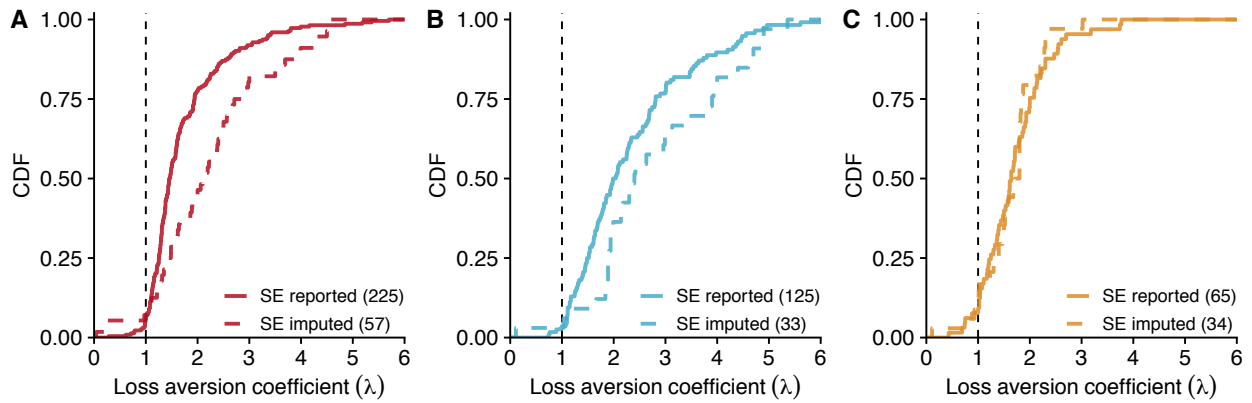 A
CDF
1.00
0.75
0.50
0.25
0.00
SE reported (225)
SE imputed (57)
0 1 2 3 4 5 6
Loss aversion coefficient (λ)
B
CDF
1.00
0.75
0.50
0.25
0.00
SE reported (125)
SE imputed (33)
0 1 2 3 4 5 6
Loss aversion coefficient (λ)
C
CDF
1.00
0.75
0.50
0.25
0.00
SE reported (65)
SE imputed (34)
0 1 2 3 4 5 6
Loss aversion coefficient (λ)